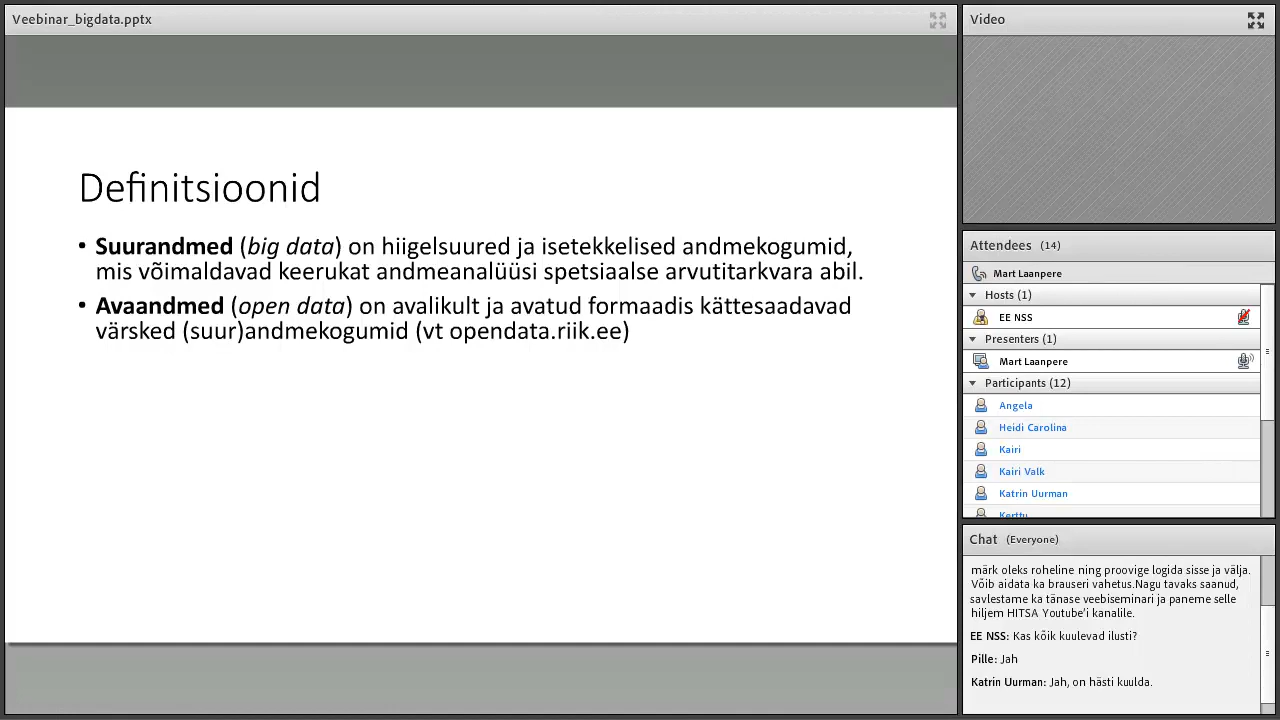 Veebinar_bigdata.pptx
Definitsioonid
• Suurandmed (big data) on hiigelsuured ja isetekkelised andmekogumid,
mis võimaldavad keerukat andmeanalüüsi spetsiaalse arvutitarkvara abil.
• Avaandmed (open data) on avalikult ja avatud formaadis kättesaadavad
värsked (suur)andmekogumid (vt opendata.riik.ee)
Video
Attendees (14)
Mart Laanpere
Hosts (1)
EE NSS
Presenters (1)
Mart Laanpere
Participants (12)
Angela
Heidi Carolina
Kairi
Kairi Valk
Katrin Uurman
Kerttu
Chat (Everyone)
märk oleks roheline ning proovige logida sisse ja välja.
Võib aidata ka brauseri vahetus.Nagu tavaks saanud,
savlestame ka tänase veebiseminari ja paneme selle
hiljem HITSA Youtube'i kanalile.
EE NSS: Kas kõik kuulevad ilusti?
Pille: Jah
Katrin Uurman: Jah, on hästi kuulda.